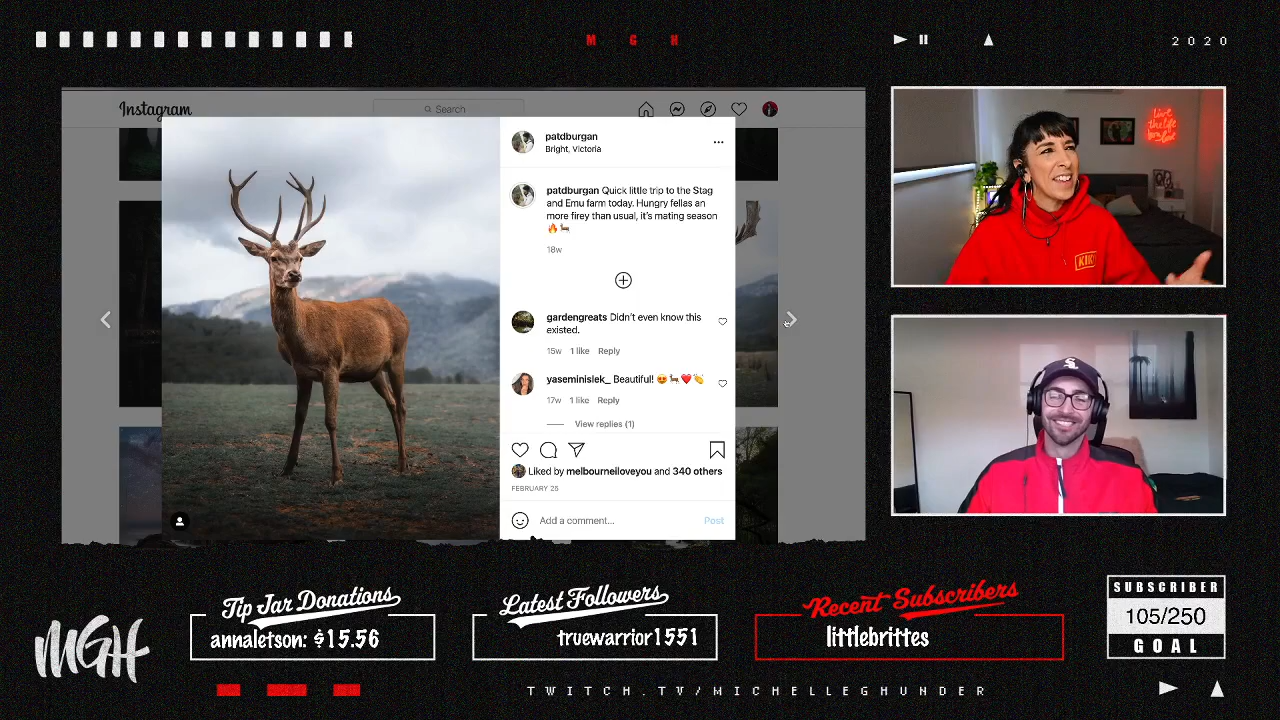 MGH
2020
Instagram
Search
patdburgan
Bright, Victoria
patdburgan Quick little trip to the Stag
and Emu farm today. Hungry fellas an
more firey than usual, it's mating season
🔥🦌
18w
gardengreats Didn't even know this
existed.
15w 1 like Reply
yaseminislek_ Beautiful! 😍🦌❤️👏
17w 1 like Reply
View replies (1)
Liked by melbourneiloveyou and 340 others
FEBRUARY 26
Add a comment... Post
KIKI
MGH
Tip Jar Donations
annaletson: $15.56
Latest Followers
truewarrior1551
Recent Subscribers
littlebrittes
SUBSCRIBER
105/250
GOAL
TWITCH.TV/MICHELLEGHUNDER